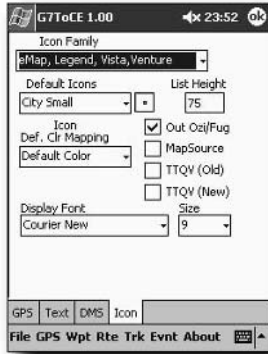 G7ToCE 1.00 23:52 ok
Icon Family
eMap, Legend, Vista,Venture
Default Icons List Height
City Small 75
Icon
Def. Clr Mapping
Default Color
Out Ozi/Fug
MapSource
TTQV (Old)
TTQV (New)
Display Font Size
Courier New 9
GPS Text DMS Icon
File GPS Wpt Rte Trk Evnt About